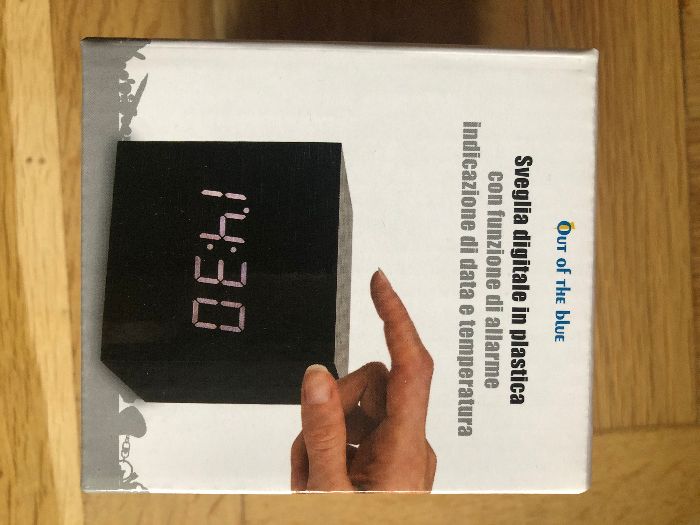 Out of the blue
Sveglia digitale in plastica
con funzione di allarme
indicazione di data e temperatura
14:30